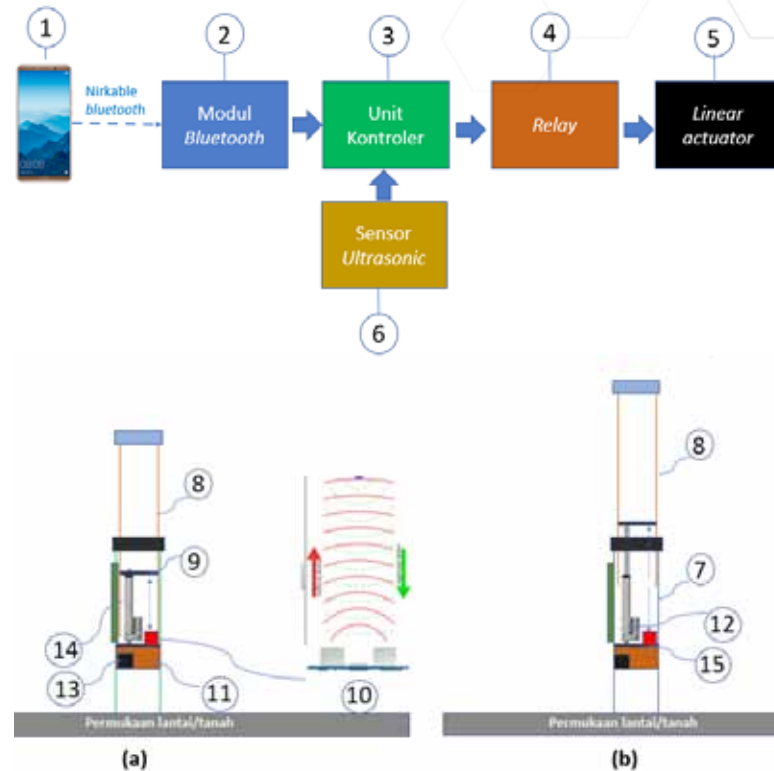 1
2
3
4
5
Nirkable
bluetooth
Modul
Bluetooth
Unit
Kontroler
Relay
Linear
actuator
Sensor
Ultrasonic
6
8
9
14
13
11
10
8
7
12
15
Permukaan lantai/tanah
Permukaan lantai/tanah
(a)
(b)